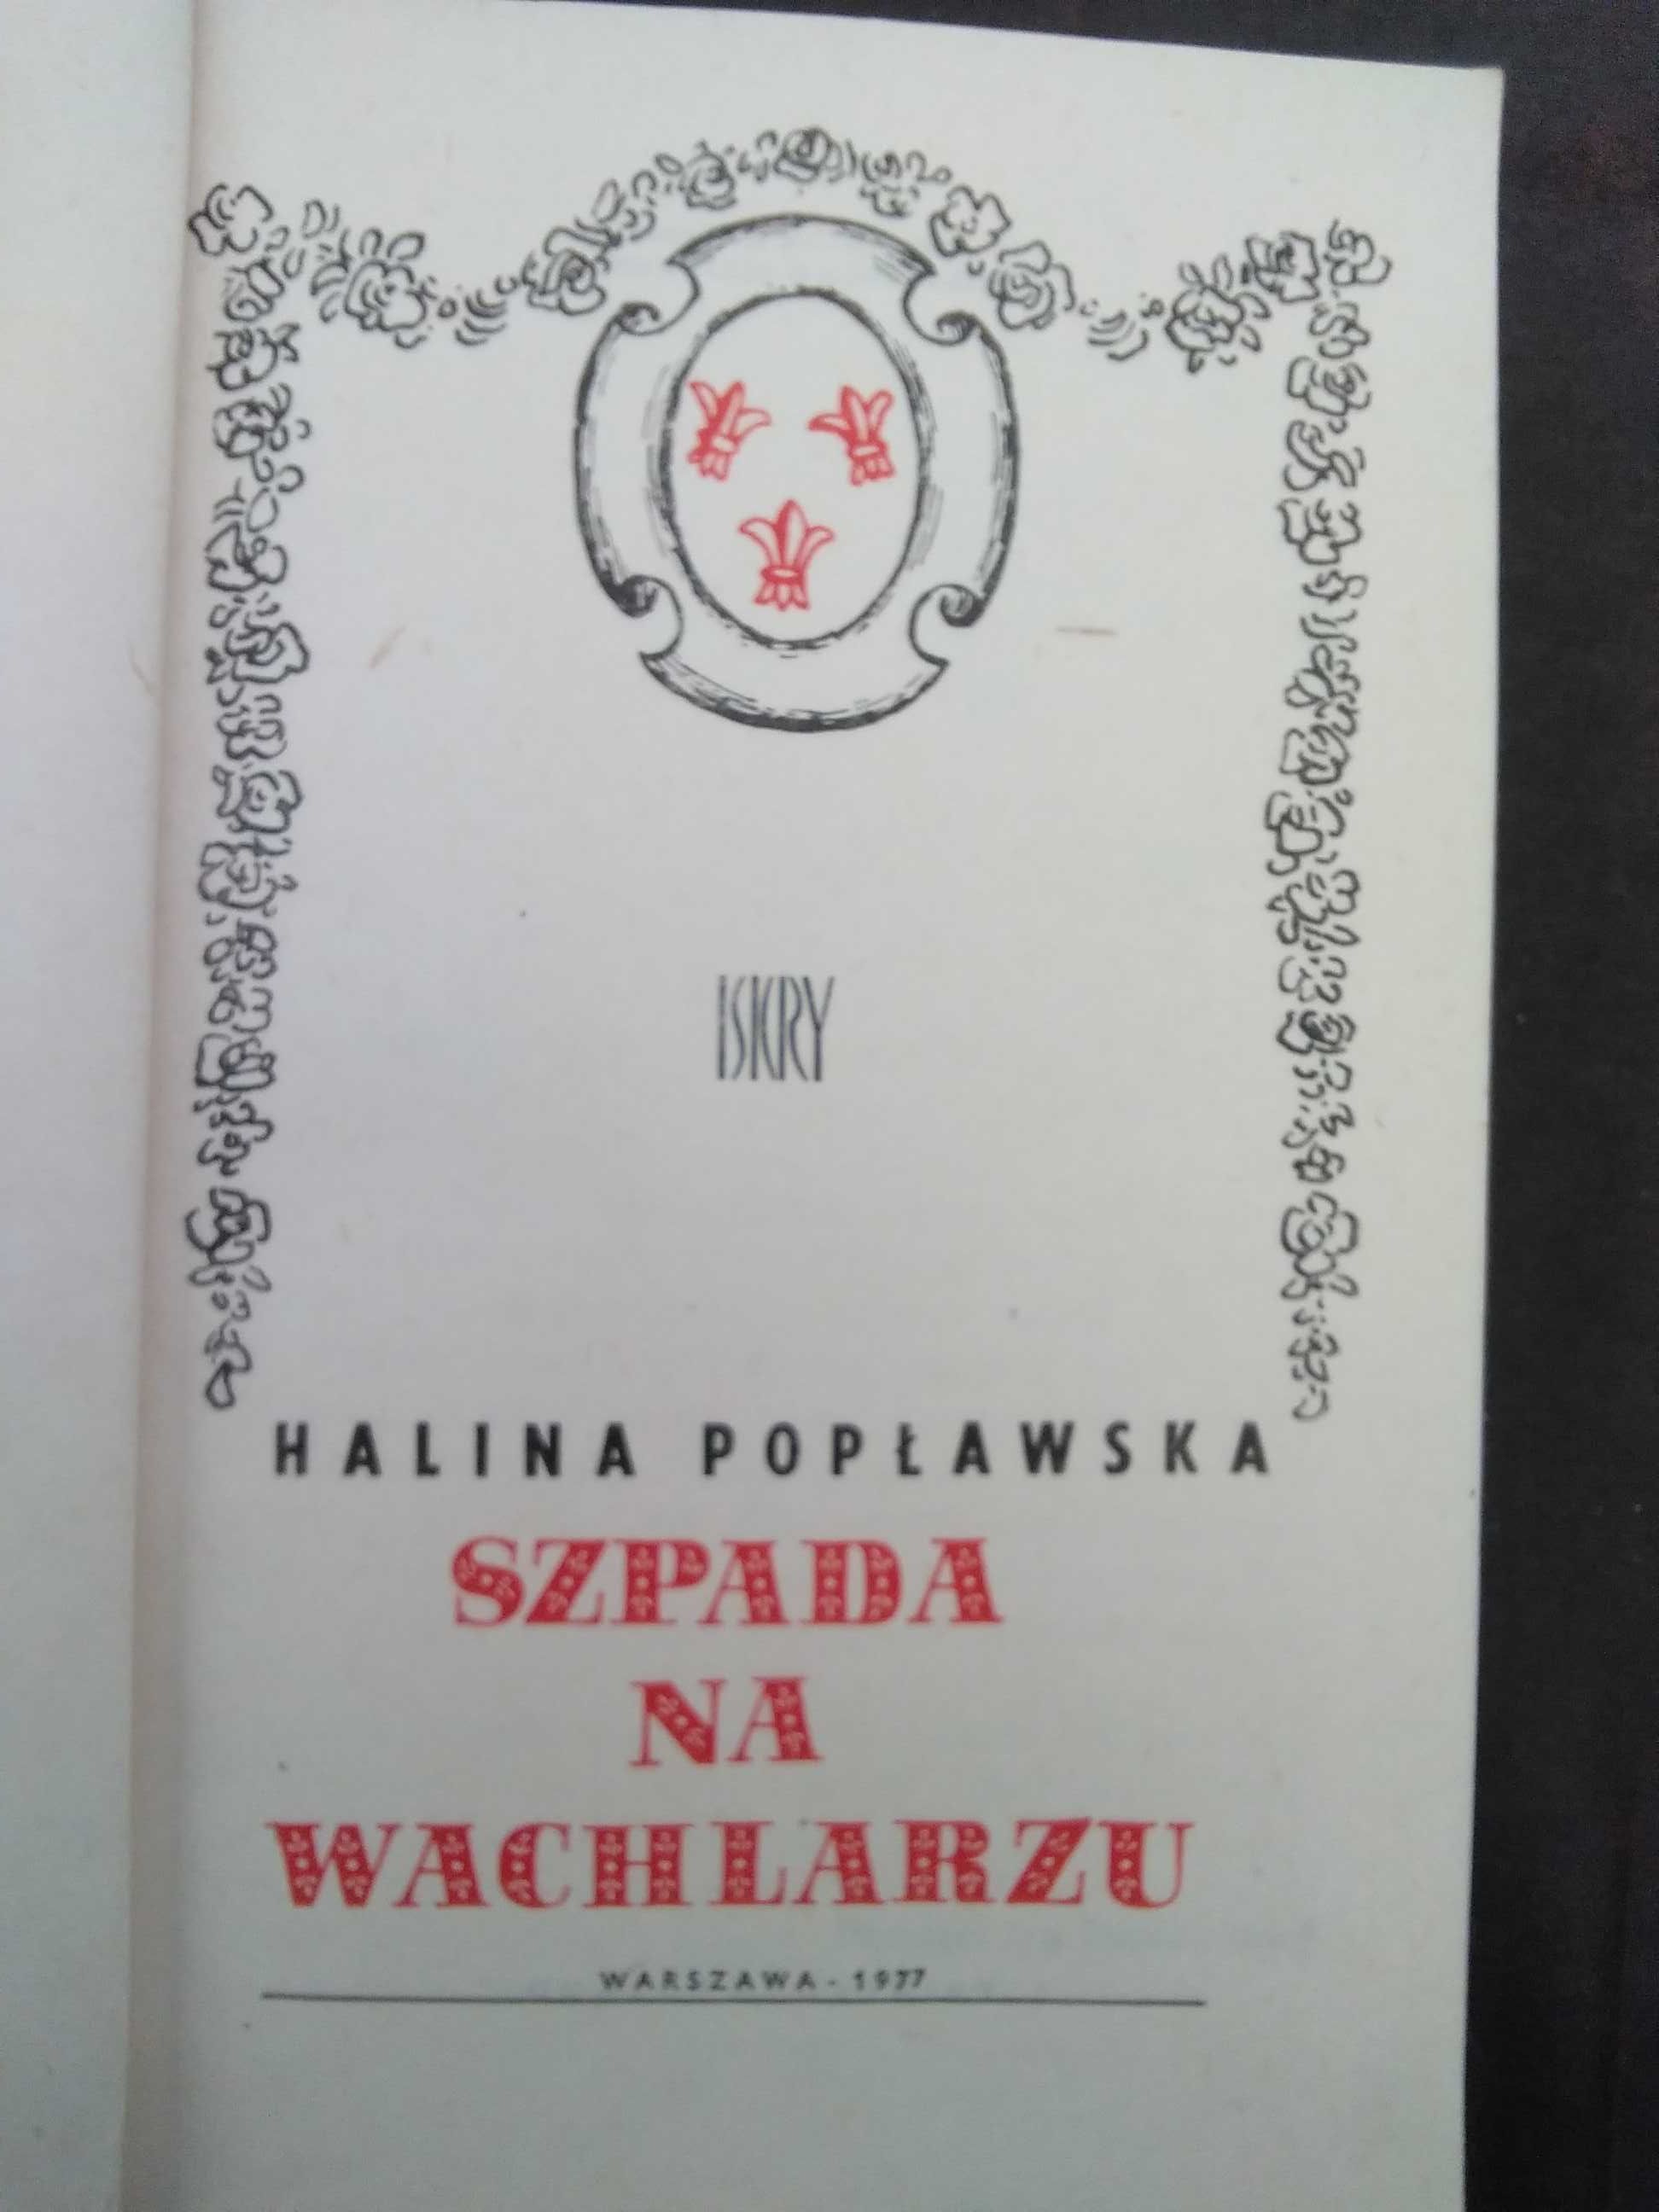 ISKRY
HALINA POPŁAWSKA
SZPADA
NA
WACHLARZU
WARSZAWA - 1977